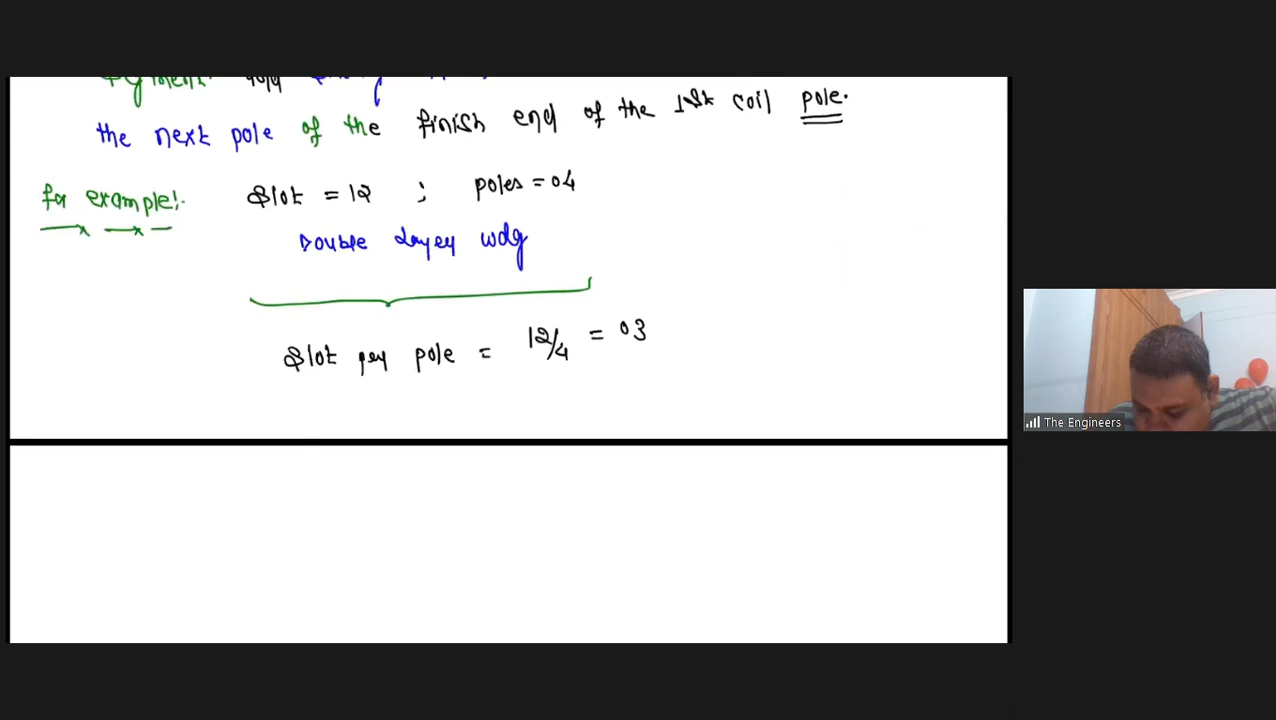 the next pole of the finish end of the 1st coil pole.
for example:- Slot = 12 ; poles = 04
Double layer wdg
Slot per pole = 12/4 = 03
The Engineers